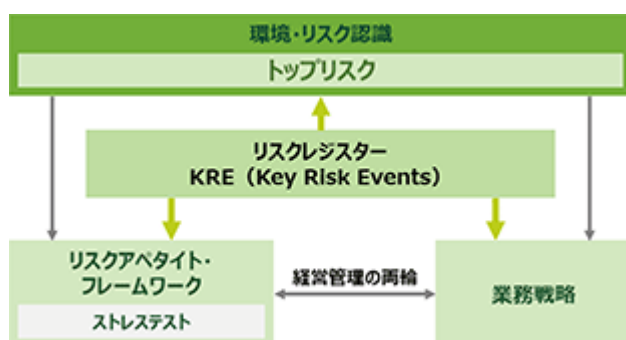 環境・リスク認識
トップリスク
リスクレジスター
KRE（Key Risk Events）
リスクアペタイト・
フレームワーク
ストレステスト
経営管理の両輪
業務戦略